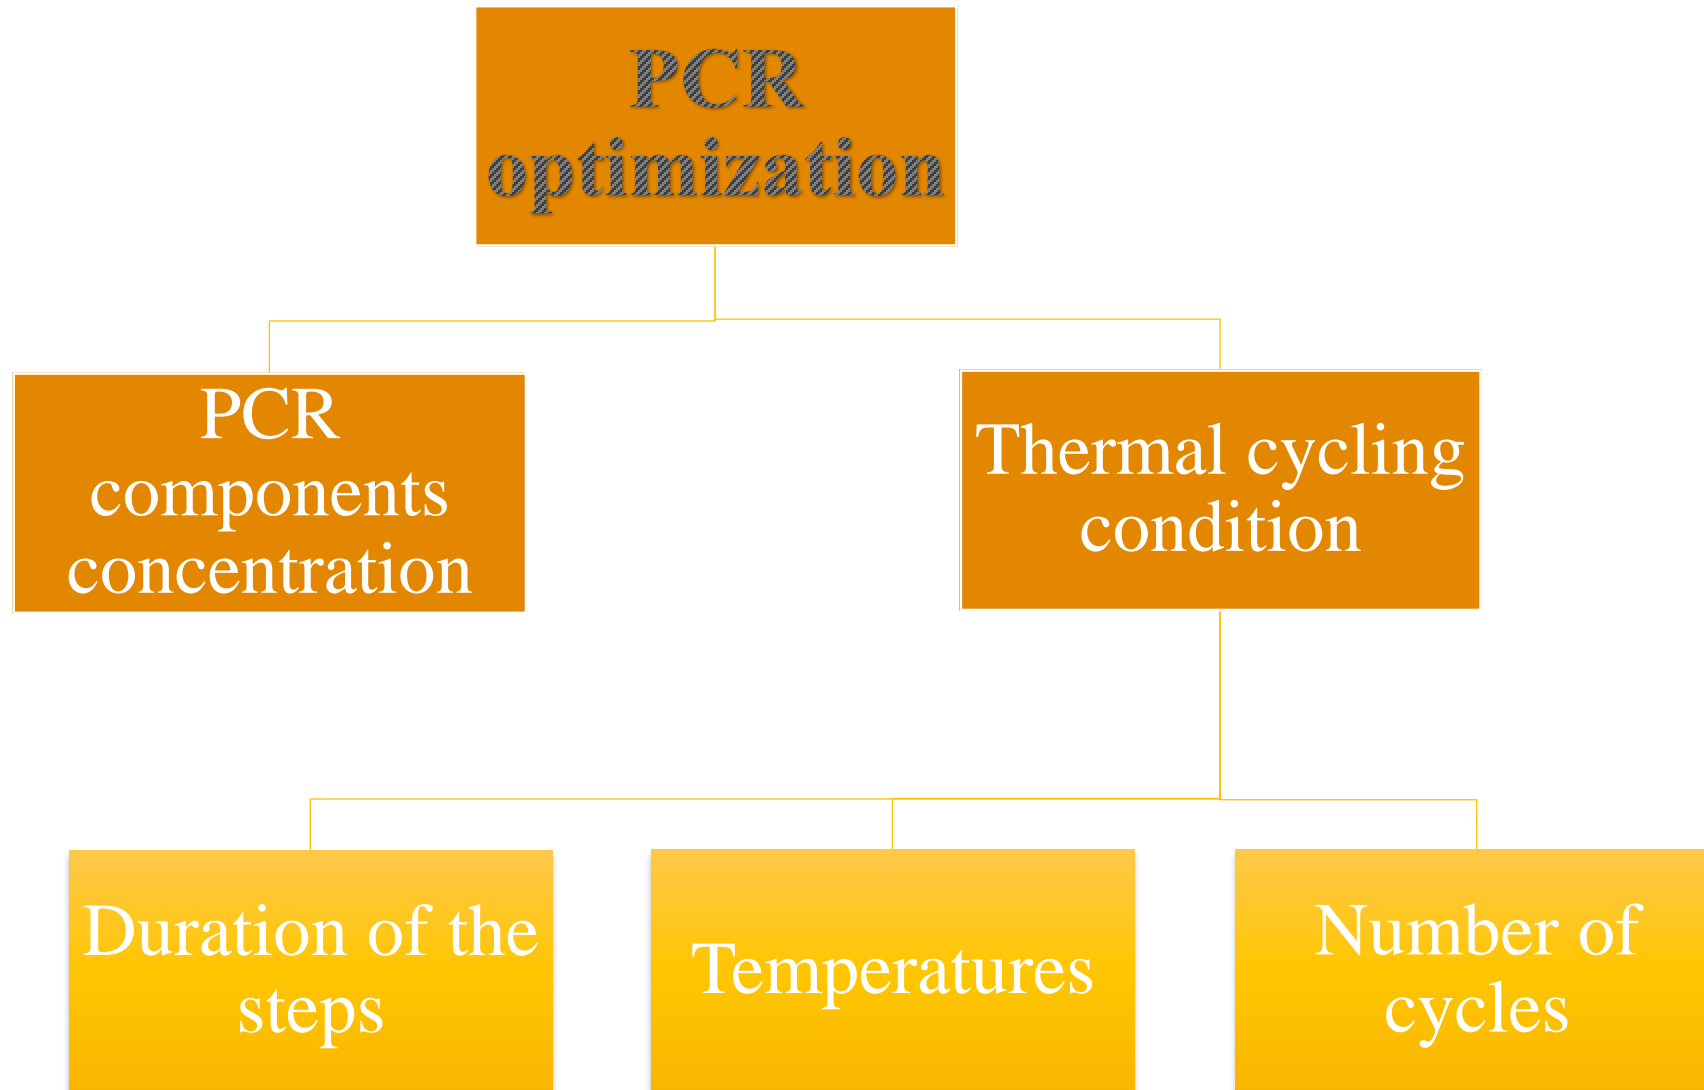 PCR
optimization
PCR
components
concentration
Thermal cycling
condition
Duration of the
steps
Temperatures
Number of
cycles